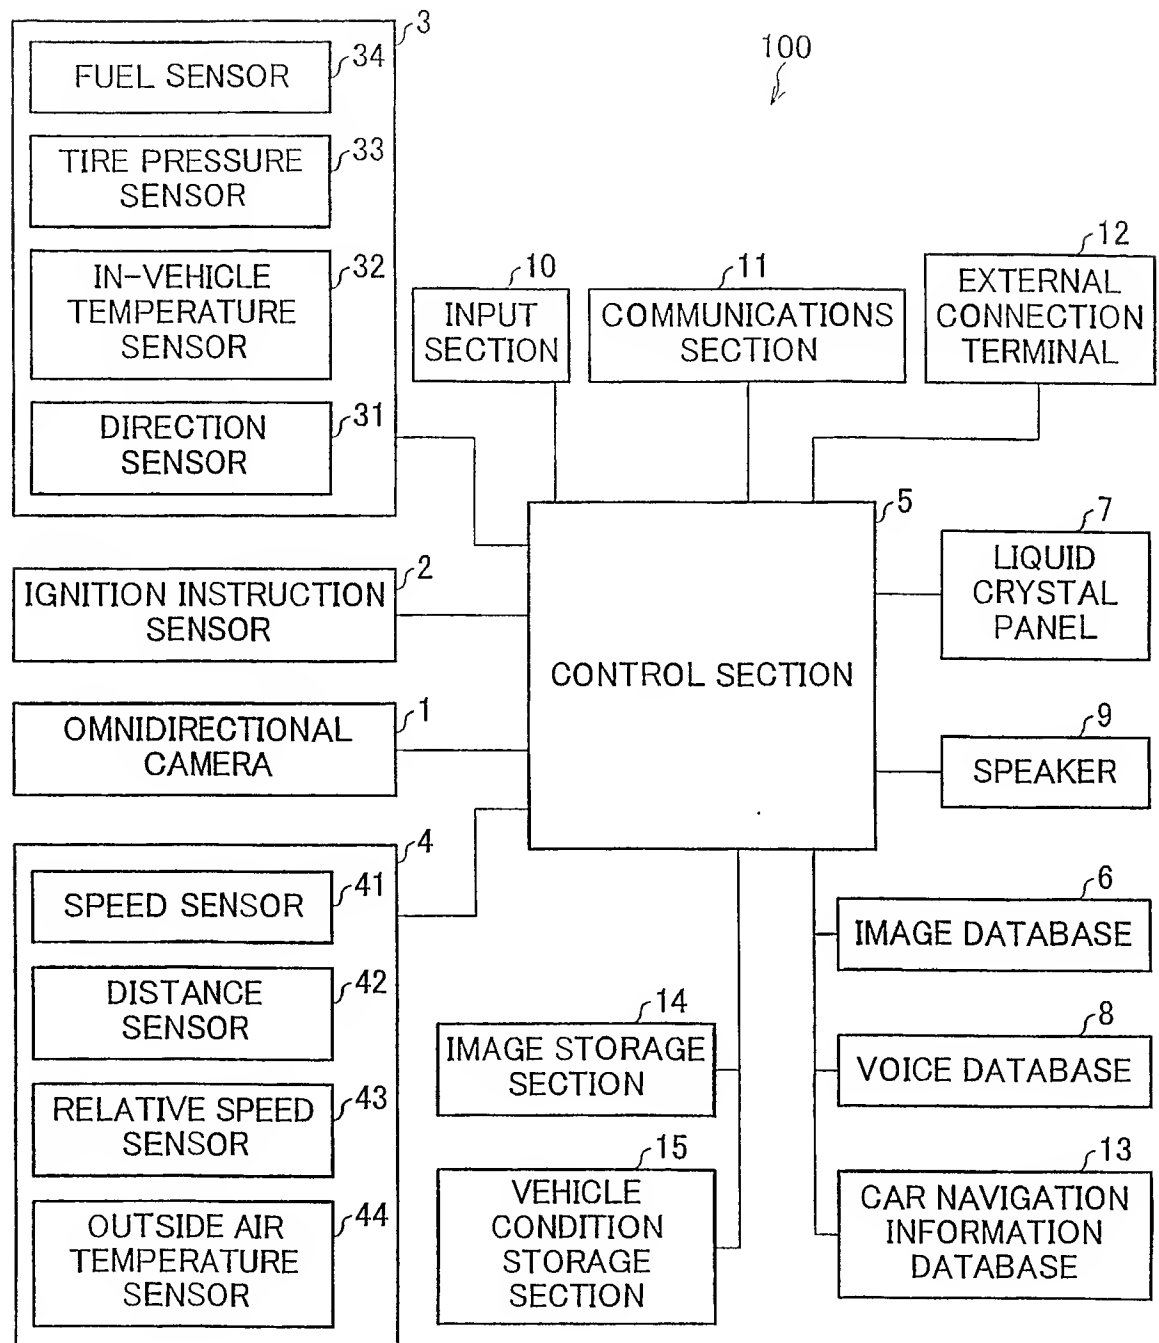 3
34
FUEL SENSOR
33
TIRE PRESSURE
SENSOR
32
IN-VEHICLE
TEMPERATURE
SENSOR
31
DIRECTION
SENSOR
100
10
INPUT
SECTION
11
COMMUNICATIONS
SECTION
12
EXTERNAL
CONNECTION
TERMINAL
2
IGNITION INSTRUCTION
SENSOR
1
OMNIDIRECTIONAL
CAMERA
5
CONTROL SECTION
7
LIQUID
CRYSTAL
PANEL
9
SPEAKER
4
41
SPEED SENSOR
42
DISTANCE
SENSOR
43
RELATIVE SPEED
SENSOR
44
OUTSIDE AIR
TEMPERATURE
SENSOR
14
IMAGE STORAGE
SECTION
15
VEHICLE
CONDITION
STORAGE
SECTION
6
IMAGE DATABASE
8
VOICE DATABASE
13
CAR NAVIGATION
INFORMATION
DATABASE